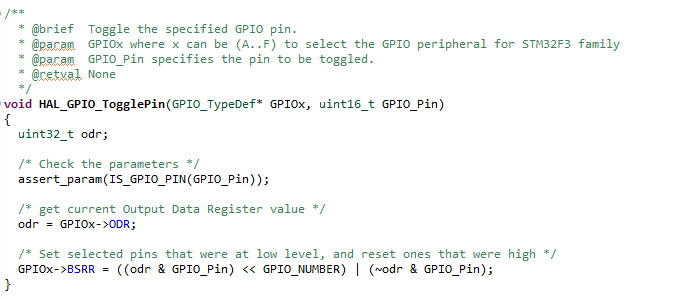 /**
  * @brief  Toggle the specified GPIO pin.
  * @param  GPIOx where x can be (A..F) to select the GPIO peripheral for STM32F3 family
  * @param  GPIO_Pin specifies the pin to be toggled.
  * @retval None
  */
void HAL_GPIO_TogglePin(GPIO_TypeDef* GPIOx, uint16_t GPIO_Pin)
{
  uint32_t odr;

  /* Check the parameters */
  assert_param(IS_GPIO_PIN(GPIO_Pin));

  /* get current Output Data Register value */
  odr = GPIOx->ODR;

  /* Set selected pins that were at low level, and reset ones that were high */
  GPIOx->BSRR = ((odr & GPIO_Pin) << GPIO_NUMBER) | (~odr & GPIO_Pin);
}